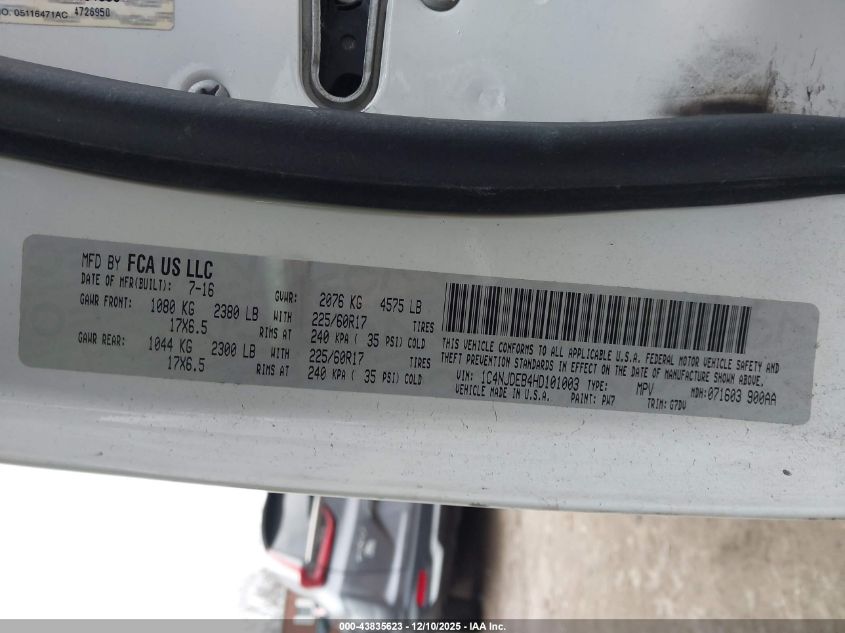 NO. 05116471AC 4726950
MFD BY FCA US LLC
DATE OF MFR(BUILT): 7-16 GVWR: 2076 KG 4575 LB
GAWR FRONT: 1080 KG 2380 LB WITH 225/60R17 TIRES
17X6.5 RIMS AT 240 KPA ( 35 PSI) COLD
GAWR REAR: 1044 KG 2300 LB WITH 225/60R17 TIRES
17X6.5 RIMS AT 240 KPA ( 35 PSI) COLD
THIS VEHICLE CONFORMS TO ALL APPLICABLE U.S.A. FEDERAL MOTOR VEHICLE SAFETY AND
THEFT PREVENTION STANDARDS IN EFFECT ON THE DATE OF MANUFACTURE SHOWN ABOVE.
VIN: 1C4NJDEB4HD101003 TYPE: MPV MDH:071603 900AA
VEHICLE MADE IN U.S.A. PAINT: PW7 TRIM: G7DV
000-43835623 - 12/10/2025 - IAA Inc.